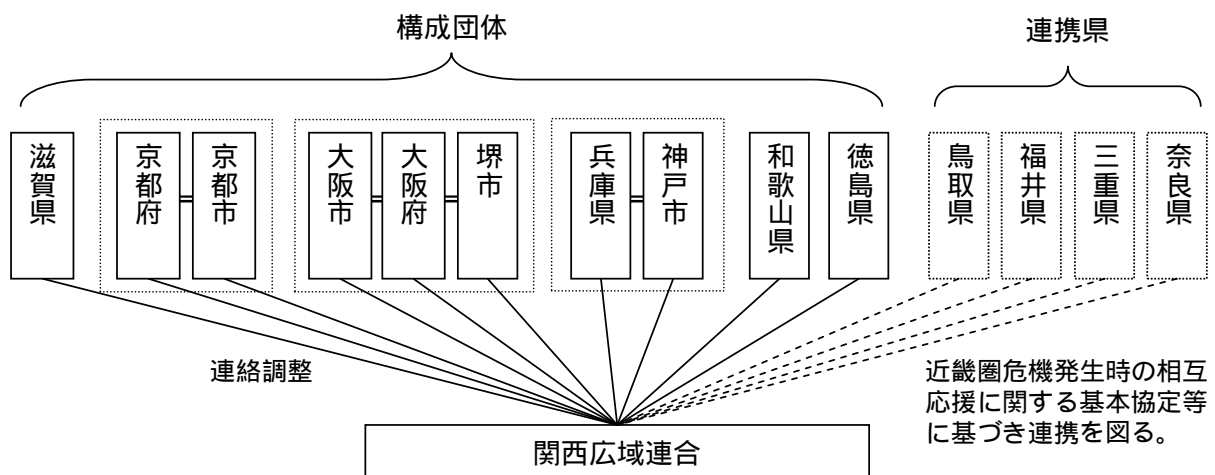 構成団体
連携県
滋賀県
京都府
京都市
大阪市
大阪府
堺市
兵庫県
神戸市
和歌山県
徳島県
鳥取県
福井県
三重県
奈良県
連絡調整
近畿圏危機発生時の相互
応援に関する基本協定等
に基づき連携を図る。
関西広域連合